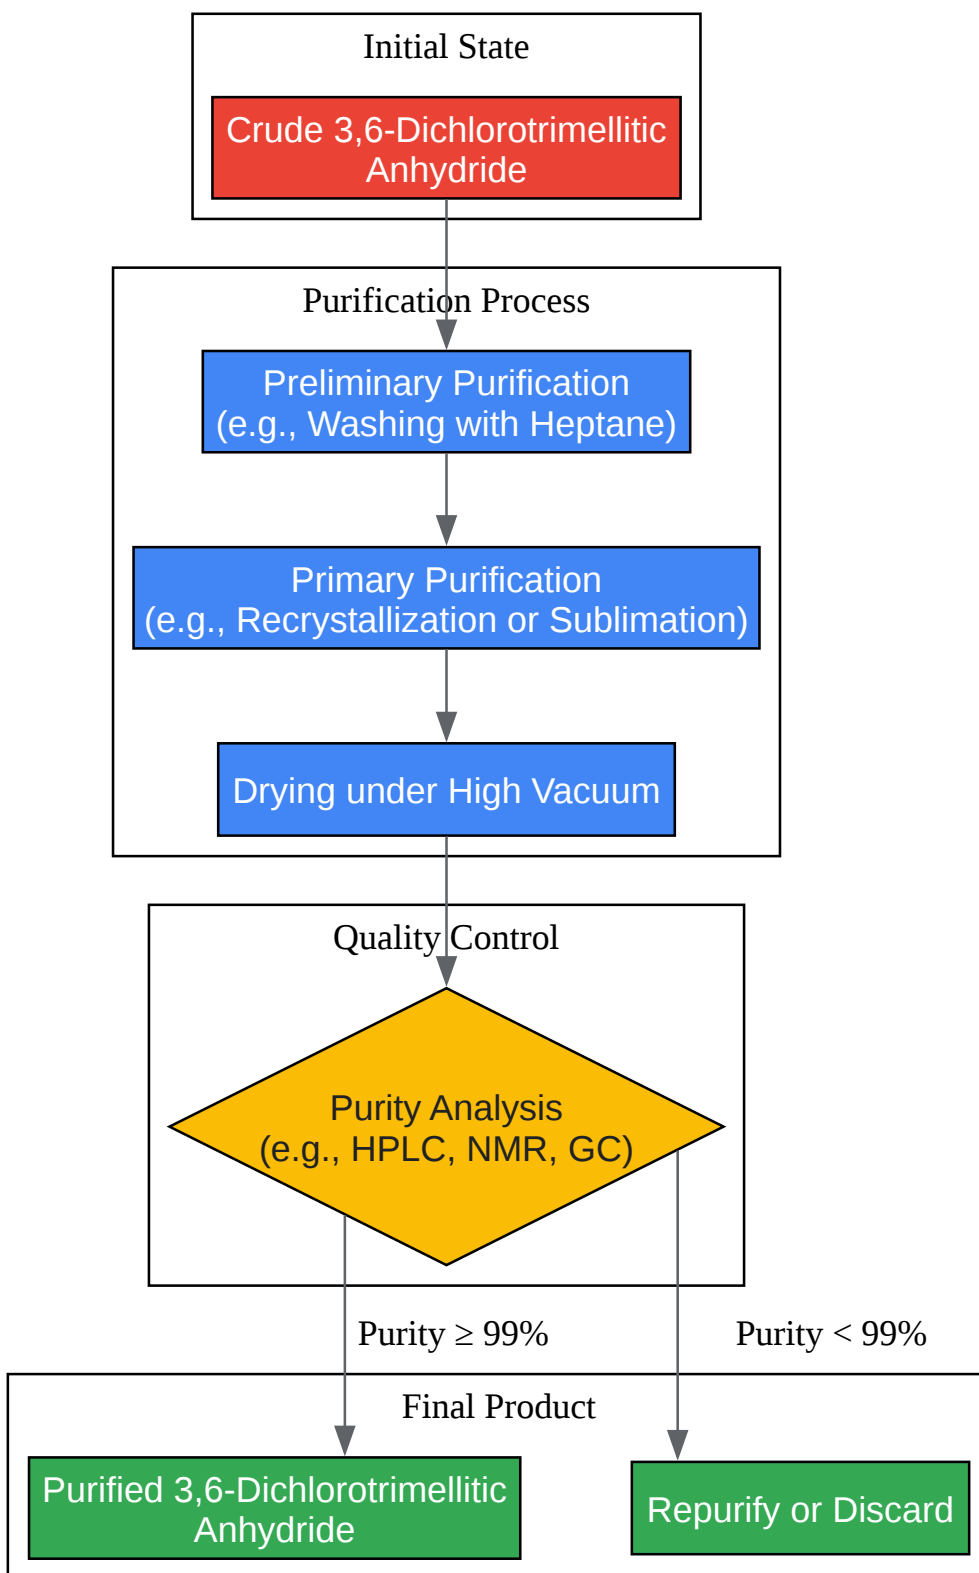 Initial State
Crude 3,6-Dichlorotrimellitic
Anhydride
Purification Process
Preliminary Purification
(e.g., Washing with Heptane)
Primary Purification
(e.g., Recrystallization or Sublimation)
Drying under High Vacuum
Quality Control
Purity Analysis
(e.g., HPLC, NMR, GC)
Purity ≥ 99%
Purity < 99%
Final Product
Purified 3,6-Dichlorotrimellitic
Anhydride
Repurify or Discard